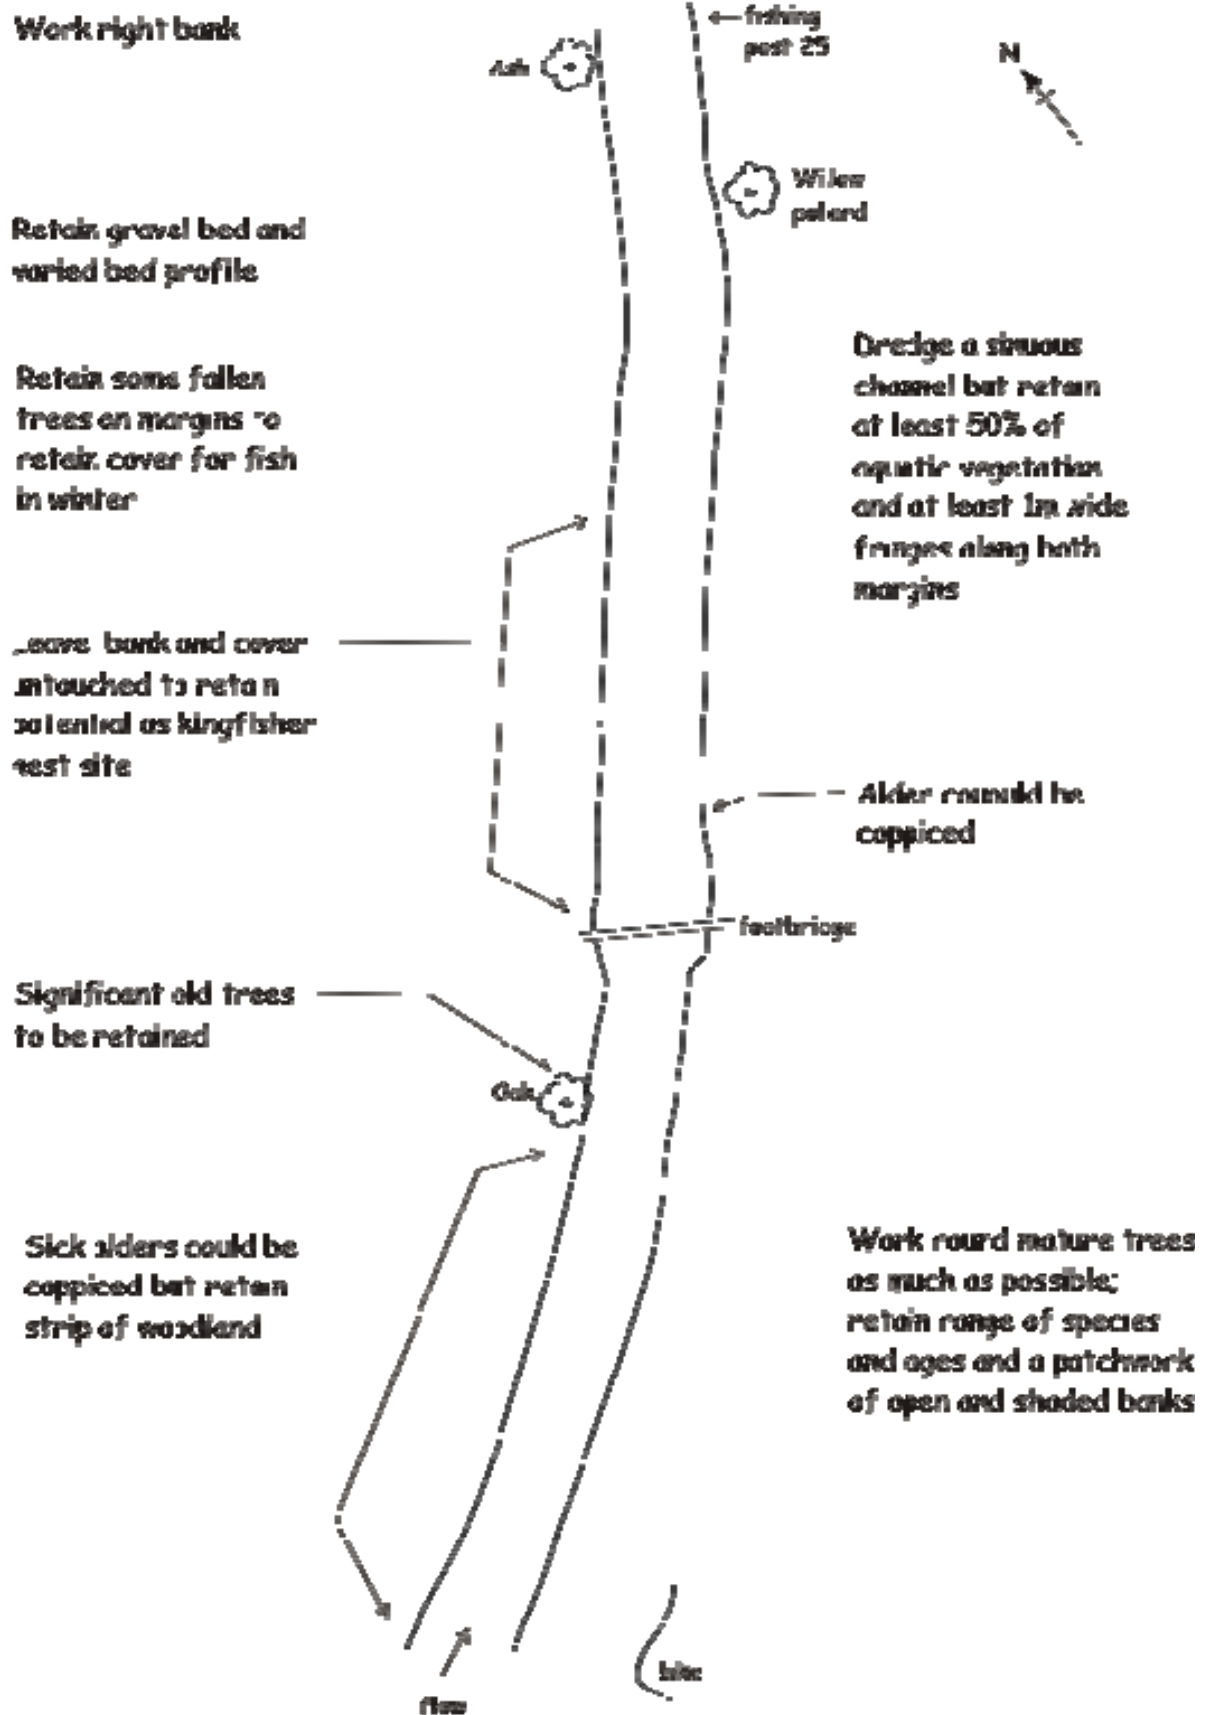 Work right bank
fishing
post 25
N
Ash
Willow
pollard
Retain gravel bed and
varied bed profile
Dredge a sinuous
channel but retain
at least 50% of
aquatic vegetation
and at least 1m wide
fringes along both
margins
Retain some fallen
trees on margins to
retain cover for fish
in winter
Leave bank and cover
untouched to retain
potential as kingfisher
nest site
Alder be
coppiced
footbridge
Significant old trees
to be retained
Oak
Sick alders could be
coppiced but retain
strip of woodland
Work round mature trees
as much as possible;
retain range of species
and ages and a patchwork
of open and shaded banks
flow